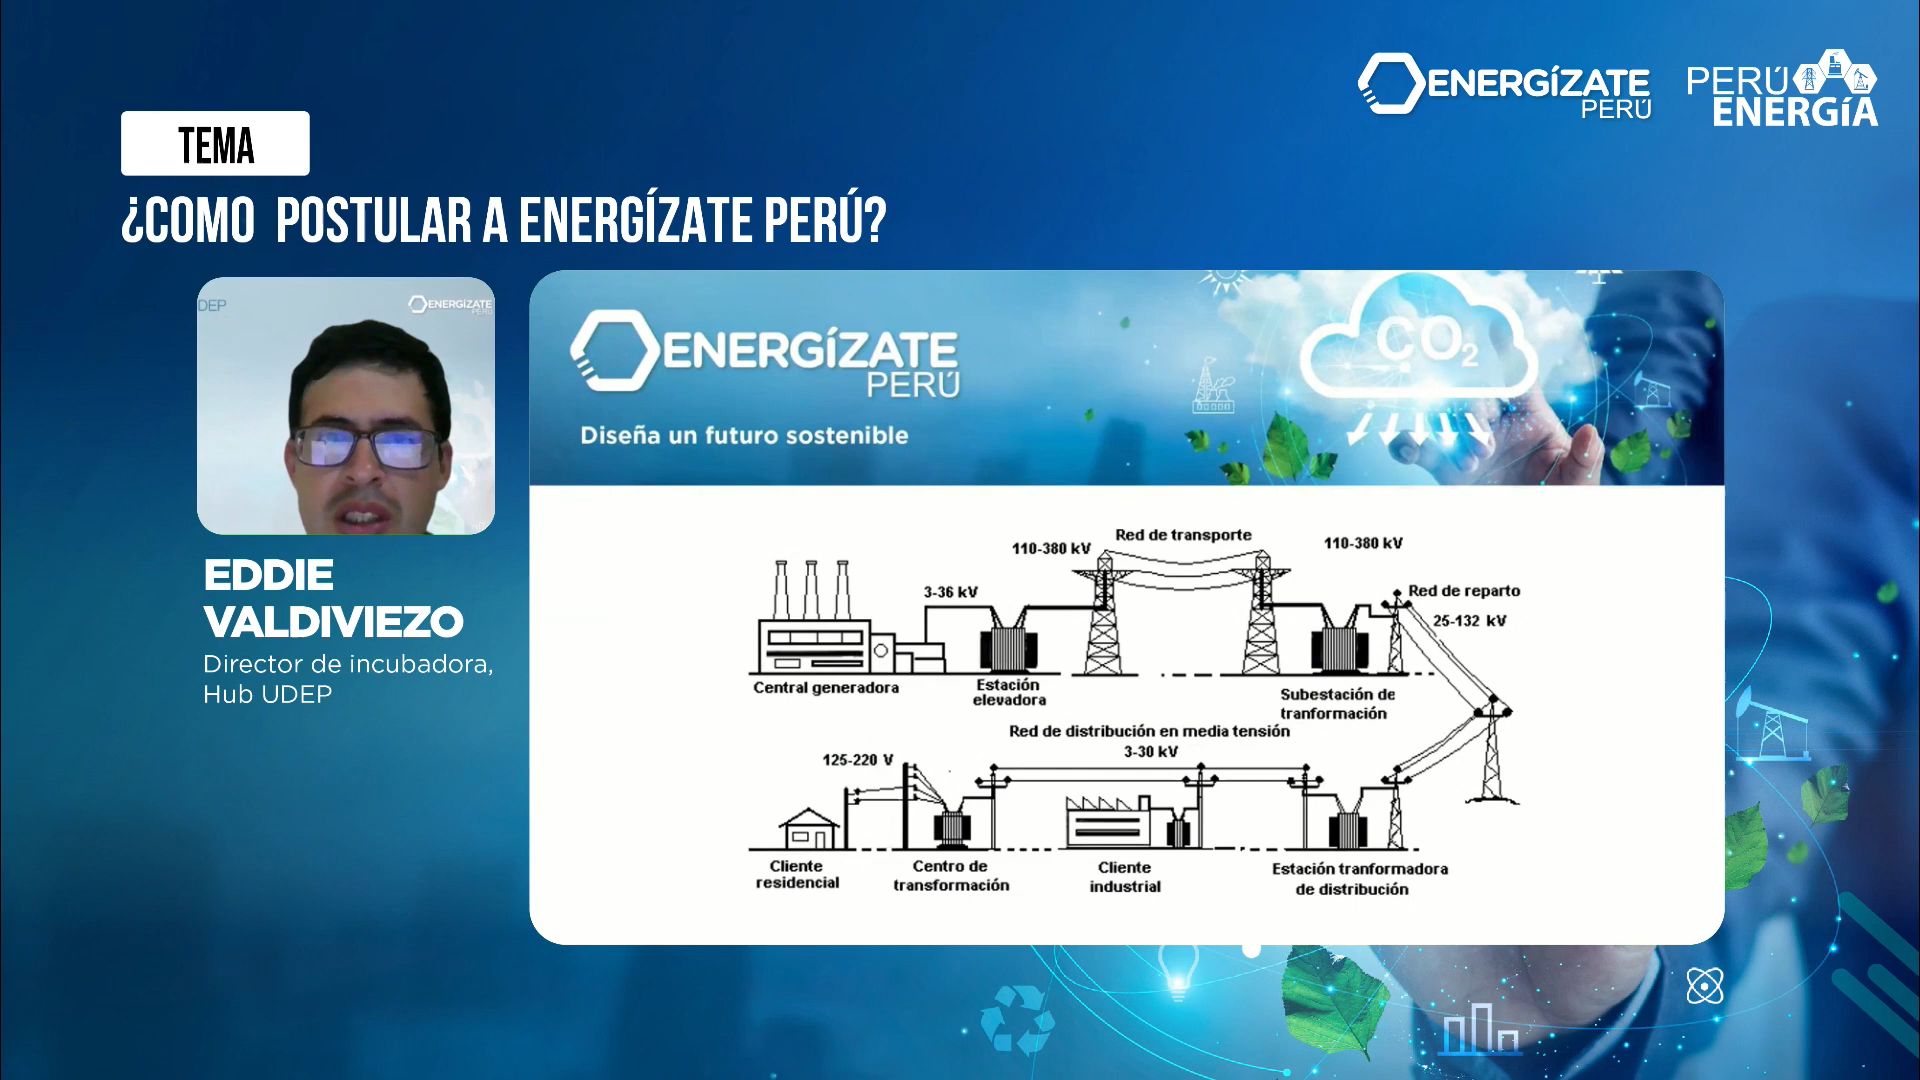 ENERGÍZATE
PERÚ
PERÚ
ENERGÍA
TEMA
¿COMO POSTULAR A ENERGÍZATE PERÚ?
DEP
ENERGÍZATE
PERÚ
EDDIE
VALDIVIEZO
Director de incubadora,
Hub UDEP
ENERGÍZATE
PERÚ
Diseña un futuro sostenible
CO2
Red de transporte
110-380 kV
110-380 kV
3-36 kV
Red de reparto
25-132 kV
Central generadora
Estación
elevadora
Subestación de
tranformación
Red de distribución en media tensión
3-30 kV
125-220 V
Cliente
residencial
Centro de
transformación
Cliente
industrial
Estación tranformadora
de distribución